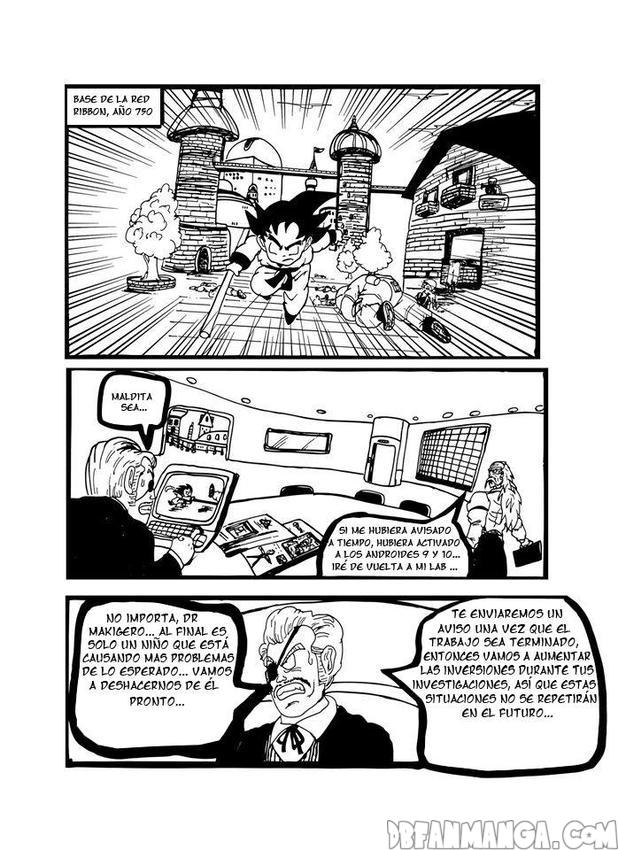 BASE DE LA RED
RIBBON, AÑO 750
MALDITA
SEA...
SI ME HUBIERA AVISADO
A TIEMPO, HUBIERA ACTIVADO
A LOS ANDROIDES 9 Y 10...
IRÉ DE VUELTA A MI LAB ...
NO IMPORTA, DR
MAKIGERO... AL FINAL ES
SOLO UN NIÑO QUE ESTÁ
CAUSANDO MAS PROBLEMAS
DE LO ESPERADO... VAMOS
A DESHACERNOS DE ÉL
PRONTO...
TE ENVIAREMOS UN
AVISO UNA VEZ QUE EL
TRABAJO SEA TERMINADO,
ENTONCES VAMOS A AUMENTAR
LAS INVERSIONES DURANTE TUS
INVESTIGACIONES, ASÍ QUE ESTAS
SITUACIONES NO SE REPETIRÁN
EN EL FUTURO...
DBFANMANGA.COM